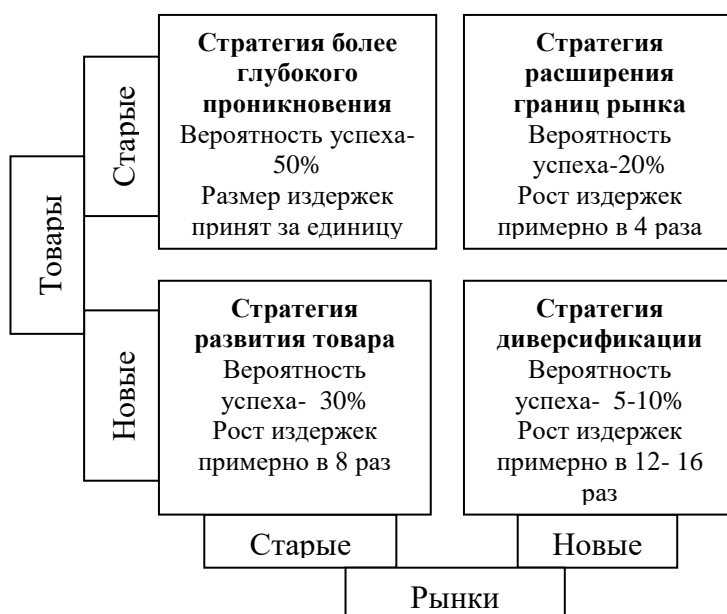 Товары
Старые
Стратегия более
глубокого
проникновения
Вероятность успеха-
50%
Размер издержек
принят за единицу
Стратегия
расширения
границ рынка
Вероятность
успеха-20%
Рост издержек
примерно в 4 раза
Новые
Стратегия
развития товара
Вероятность
успеха- 30%
Рост издержек
примерно в 8 раз
Стратегия
диверсификации
Вероятность
успеха- 5-10%
Рост издержек
примерно в 12- 16
раз
Старые
Новые
Рынки